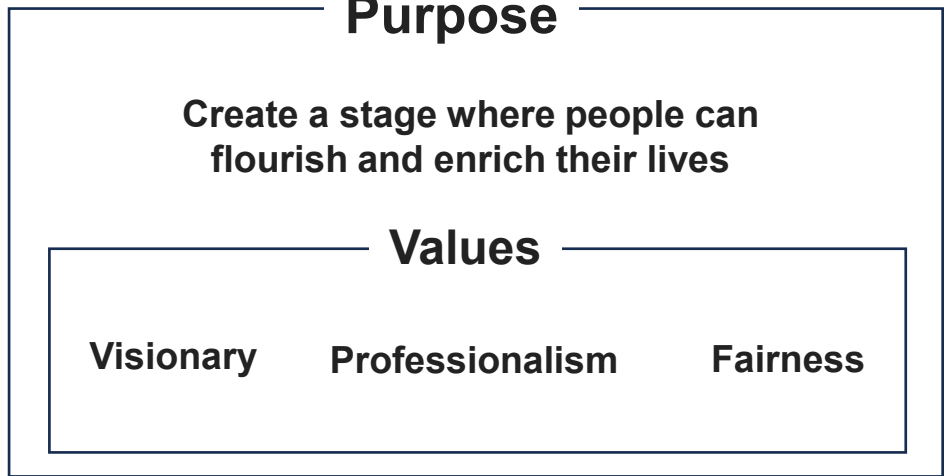 Purpose
Create a stage where people can
flourish and enrich their lives
Values
Visionary Professionalism Fairness